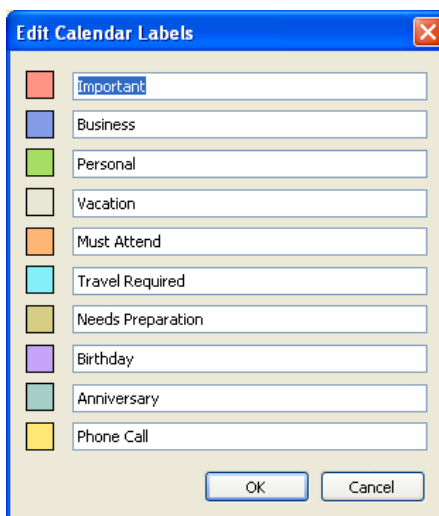 Edit Calendar Labels
Important
Business
Personal
Vacation
Must Attend
Travel Required
Needs Preparation
Birthday
Anniversary
Phone Call
OK Cancel